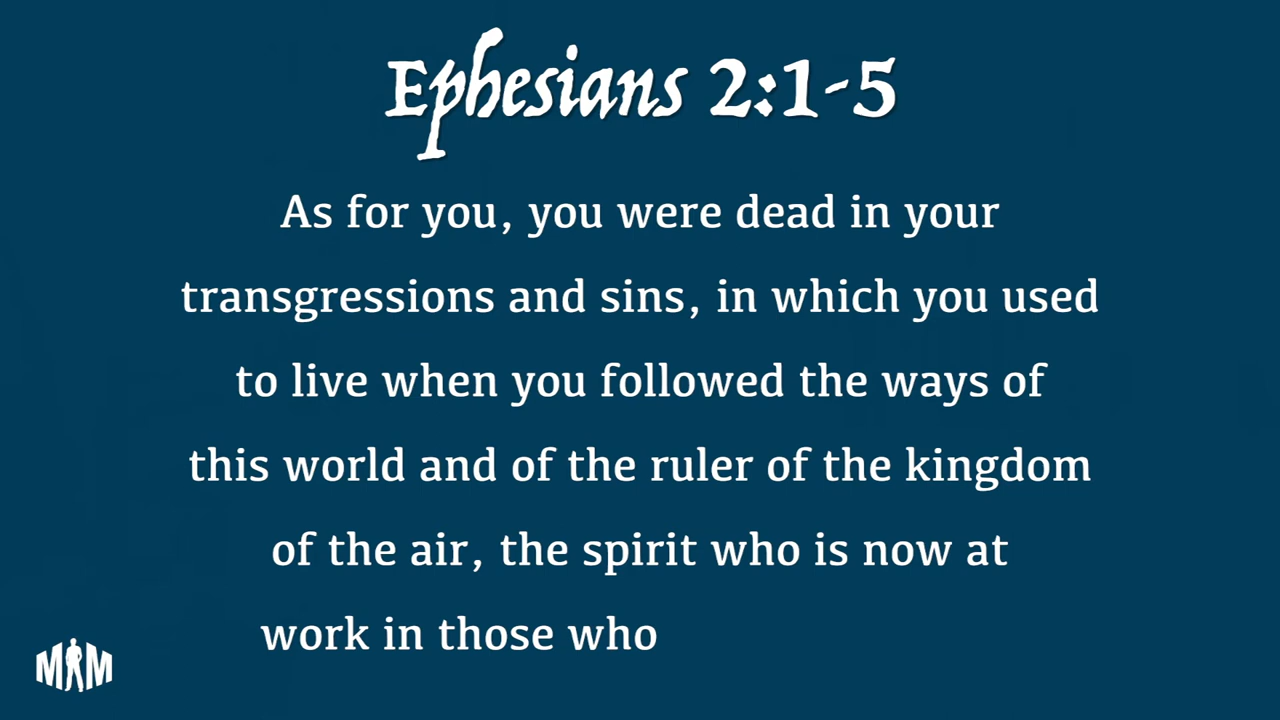 Ephesians 2:1-5
As for you, you were dead in your
transgressions and sins, in which you used
to live when you followed the ways of
this world and of the ruler of the kingdom
of the air, the spirit who is now at
work in those who
MM